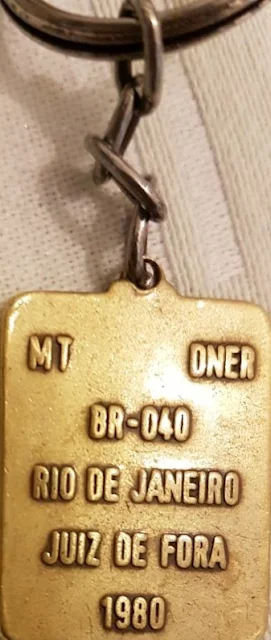 MT DNER
BR-040
RIO DE JANEIRO
JUIZ DE FORA
1980